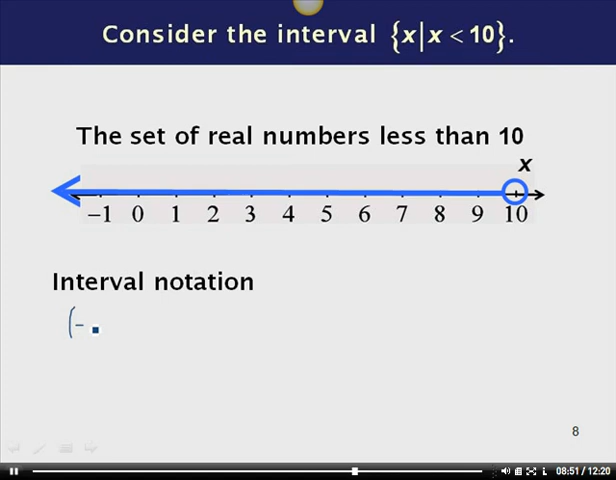 Consider the interval {x|x < 10}.
The set of real numbers less than 10
x
−1 0 1 2 3 4 5 6 7 8 9 10
Interval notation
(-
8
08:51 / 12:20